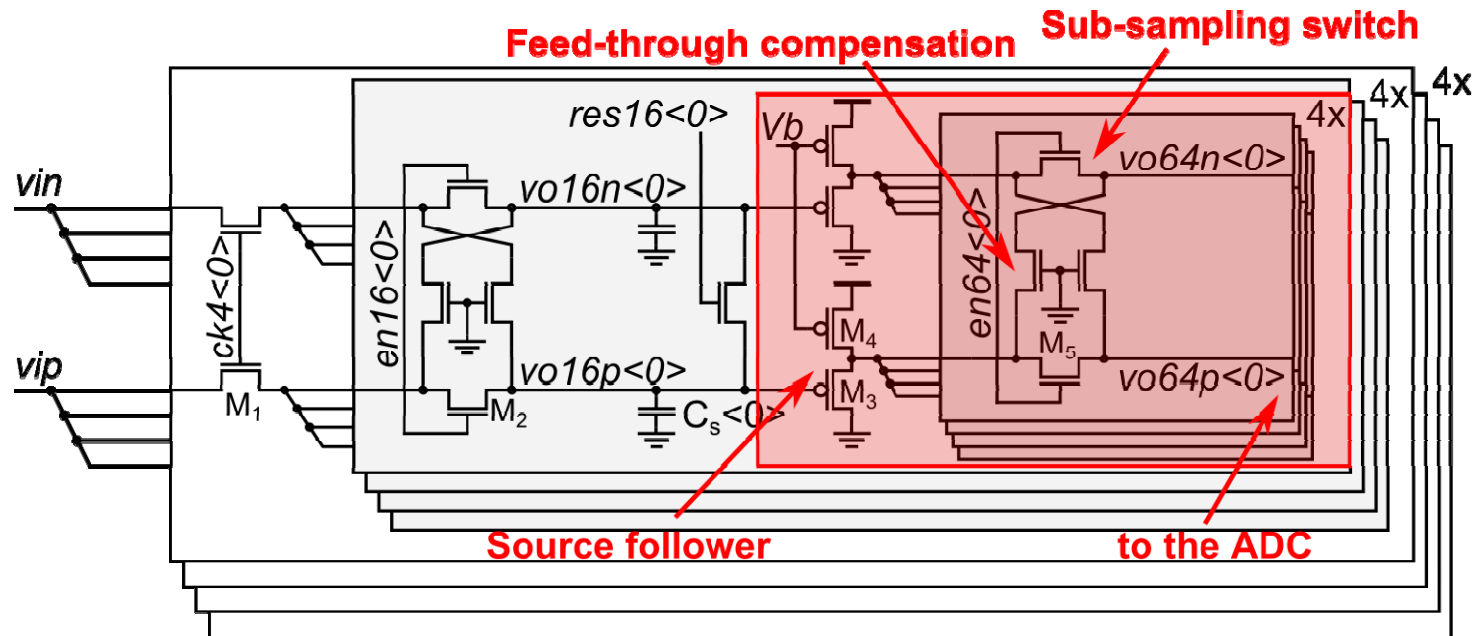 Sub-sampling switch
Feed-through compensation
4x
4x
4x
res16<0>
Vb
vin
vo16n<0>
vo64n<0>
ck4<0>
en16<0>
en64<0>
M₄
M₅
vip
vo16p<0>
vo64p<0>
M₁
M₂
Cₛ<0>
M₃
Source follower
to the ADC